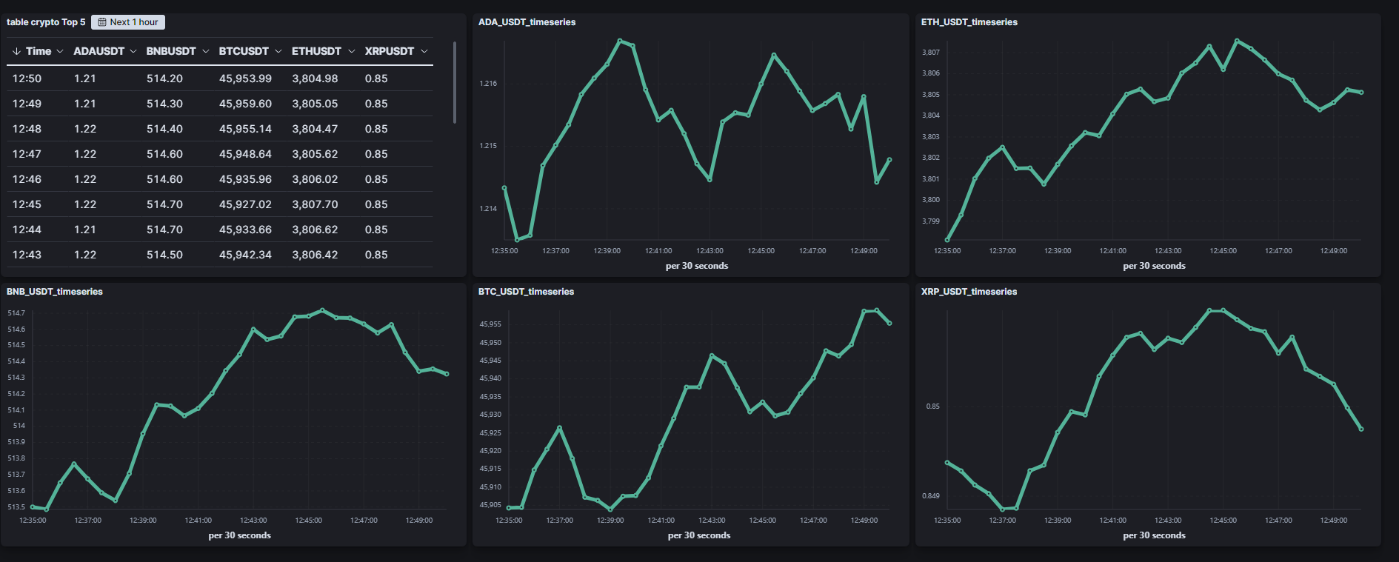 table crypto Top 5 Next 1 hour
Time ADAUSDT BNBUSDT BTCUSDT ETHUSDT XRPUSDT
12:50 1.21 514.20 45,953.99 3,804.98 0.85
12:49 1.21 514.30 45,959.60 3,805.05 0.85
12:48 1.22 514.40 45,955.14 3,804.47 0.85
12:47 1.22 514.60 45,948.64 3,805.62 0.85
12:46 1.22 514.60 45,935.96 3,806.02 0.85
12:45 1.22 514.70 45,927.02 3,807.70 0.85
12:44 1.21 514.70 45,933.66 3,806.62 0.85
12:43 1.22 514.50 45,942.34 3,806.42 0.85
ADA_USDT_timeseries
1.216
1.215
1.214
12:35:00 12:37:00 12:39:00 12:41:00 12:43:00 12:45:00 12:47:00 12:49:00
per 30 seconds
ETH_USDT_timeseries
3,807
3,806
3,805
3,804
3,803
3,802
3,801
3,800
3,799
12:35:00 12:37:00 12:39:00 12:41:00 12:43:00 12:45:00 12:47:00 12:49:00
per 30 seconds
BNB_USDT_timeseries
514.7
514.6
514.5
514.4
514.3
514.2
514.1
514
513.9
513.8
513.7
513.6
513.5
12:35:00 12:37:00 12:39:00 12:41:00 12:43:00 12:45:00 12:47:00 12:49:00
per 30 seconds
BTC_USDT_timeseries
45,955
45,950
45,945
45,940
45,935
45,930
45,925
45,920
45,915
45,910
45,905
12:35:00 12:37:00 12:39:00 12:41:00 12:43:00 12:45:00 12:47:00 12:49:00
per 30 seconds
XRP_USDT_timeseries
0.85
0.849
12:35:00 12:37:00 12:39:00 12:41:00 12:43:00 12:45:00 12:47:00 12:49:00
per 30 seconds